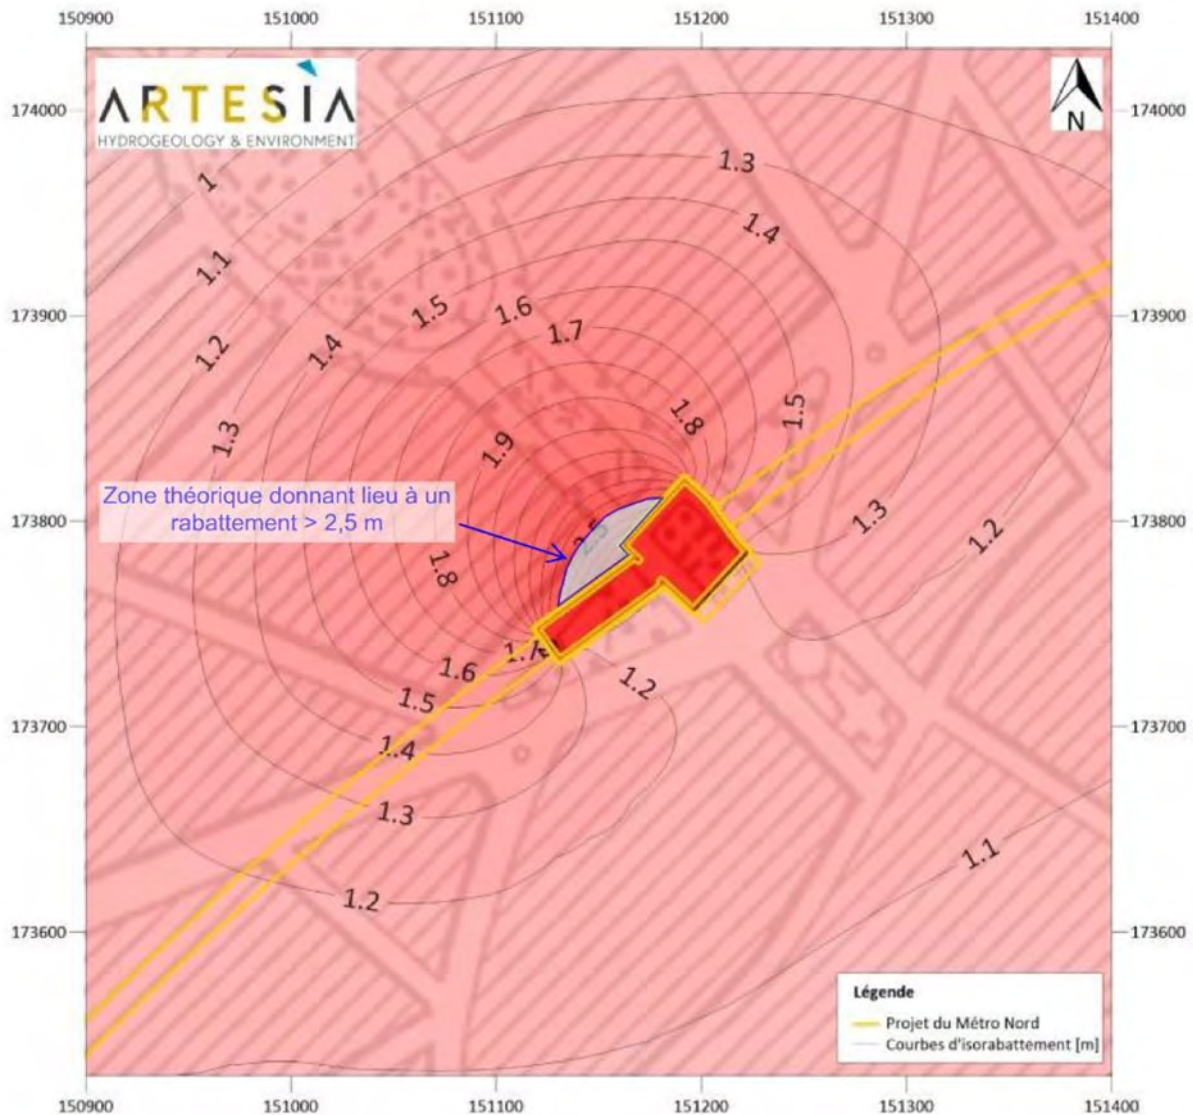 150900 151000 151100 151200 151300 151400
174000 174000
ARTESIA
HYDROGEOLOGY & ENVIRONMENT
N
1.3
1
1.4
1.1
1.5 1.6
173900 173900
1.7
1.2 1.4
1.8 1.5
1.3 1.9
Zone théorique donnant lieu à un
rabattement > 2,5 m
173800 173800
1.3 1.2
2.5
1.8
1.6 1.2
1.5
173700 173700
1.4
1.3
1.1
1.2
173600 173600
Légende
Projet du Métro Nord
Courbes d'isorabattement [m]
150900 151000 151100 151200 151300 151400